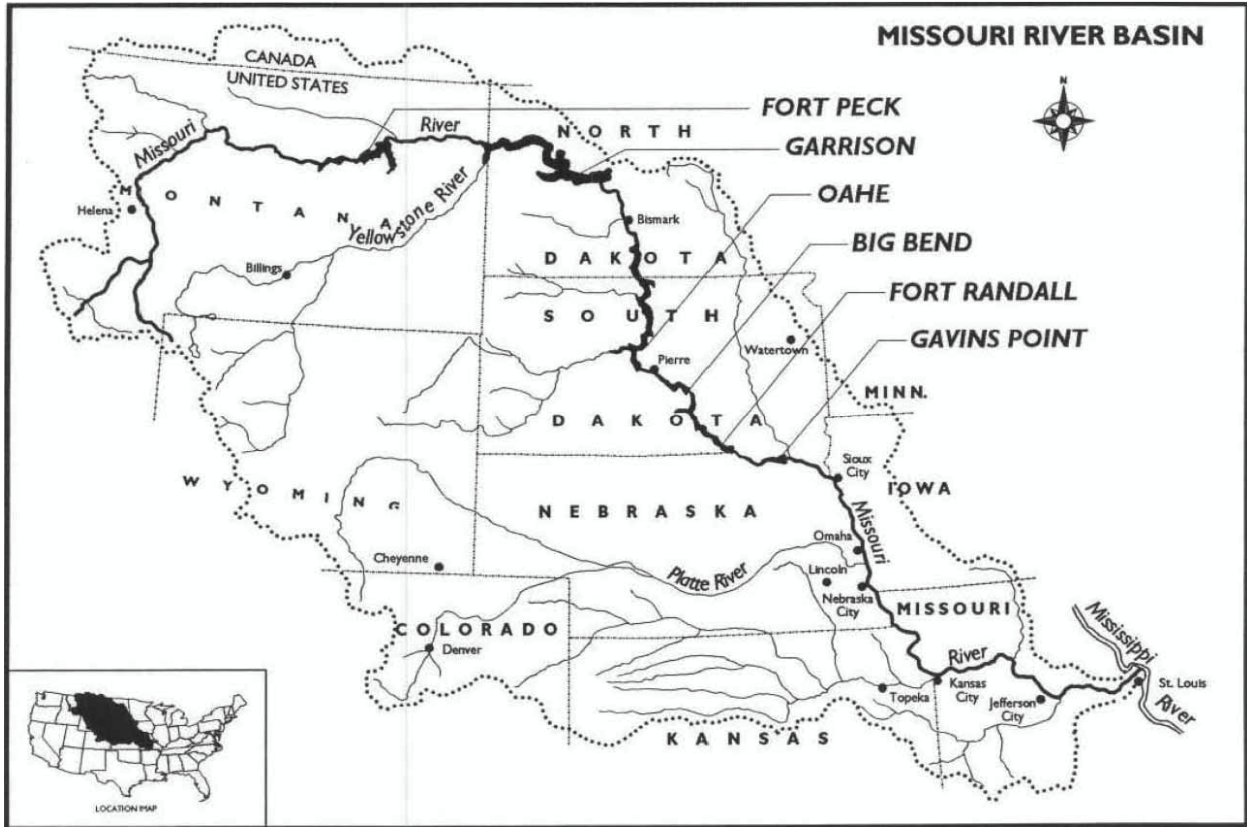 MISSOURI RIVER BASIN
CANADA
UNITED STATES
N
FORT PECK
Missouri
River
NORTH
GARRISON
MONTANA
Helena
Yellowstone River
OAHE
Bismark
BIG BEND
Billings
DAKOTA
FORT RANDALL
SOUTH
GAVINS POINT
Watertown
Pierre
MINN.
DAKOTA
Sioux
City
WYOMING
IOWA
NEBRASKA
Missouri
Omaha
Cheyenne
Platte River
Lincoln
Nebraska
City
MISSOURI
COLORADO
Denver
River
Mississippi
River
Topeka
Kansas
City
Jefferson
City
St. Louis
KANSAS
LOCATION MAP